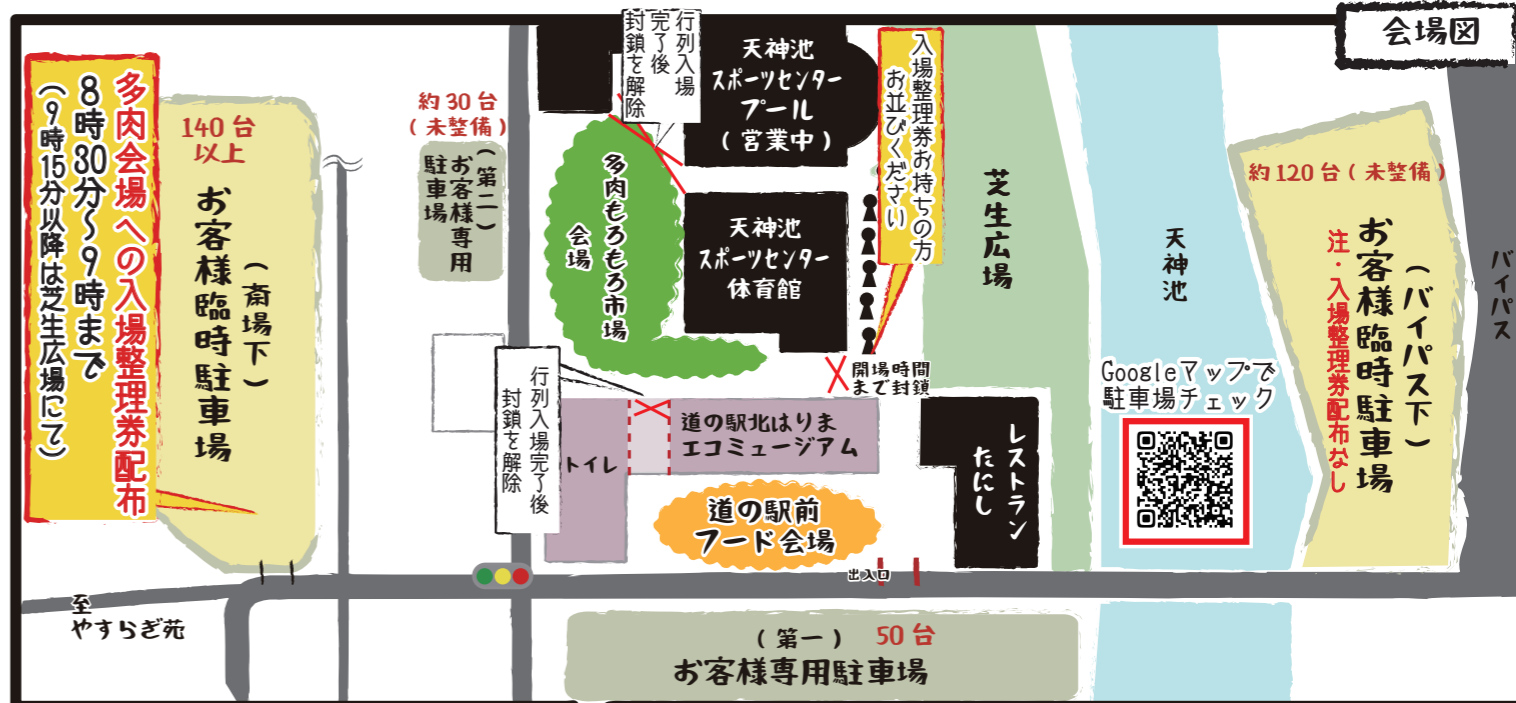 会場図
多肉会場への入場整理券配布
8時30分～9時まで
(9時15分以降は芝生広場にて)
140台
以上
(斎場下)
お客様臨時駐車場
約30台
(未整備)
(第二)
お客様専用
駐車場
行列入場
完了後
封鎖を解除
天神池
スポーツセンター
プール
(営業中)
入場整理券お持ちの方
お並びください
多肉もろもろ市場
会場
天神池
スポーツセンター
体育館
芝生広場
天神池
約120台(未整備)
(バイパス下)
お客様臨時駐車場
注・入場整理券配布なし
バイパス
開場時間
まで封鎖
Googleマップで
駐車場チェック
行列入場完了後
封鎖を解除
トイレ
道の駅北はりま
エコミュージアム
レストラン
たにし
道の駅前
フード会場
出入口
至
やすらぎ苑
(第一) 50台
お客様専用駐車場